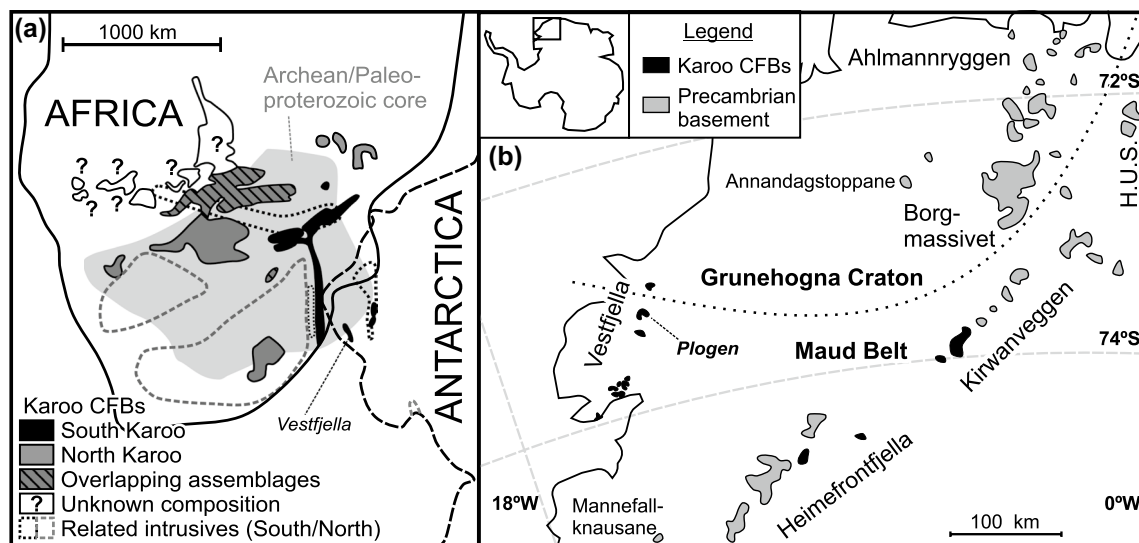 (a)
1000 km
AFRICA
Archean/Paleo-
proterozoic core
?
?
?
?
?
?
?
ANTARCTICA
Vestfjella
Karoo CFBs
South Karoo
North Karoo
Overlapping assemblages
? Unknown composition
Related intrusives (South/North)
Legend
Karoo CFBs
Precambrian
basement
(b)
Ahlmannryggen
72ºS
H.U.S.
Annandagstoppane
Borg-
massivet
Grunehogna Craton
Vestfjella
Plogen
Maud Belt
74ºS
Kirwanveggen
Heimefrontfjella
18ºW
Mannefall-
knausane
0ºW
100 km